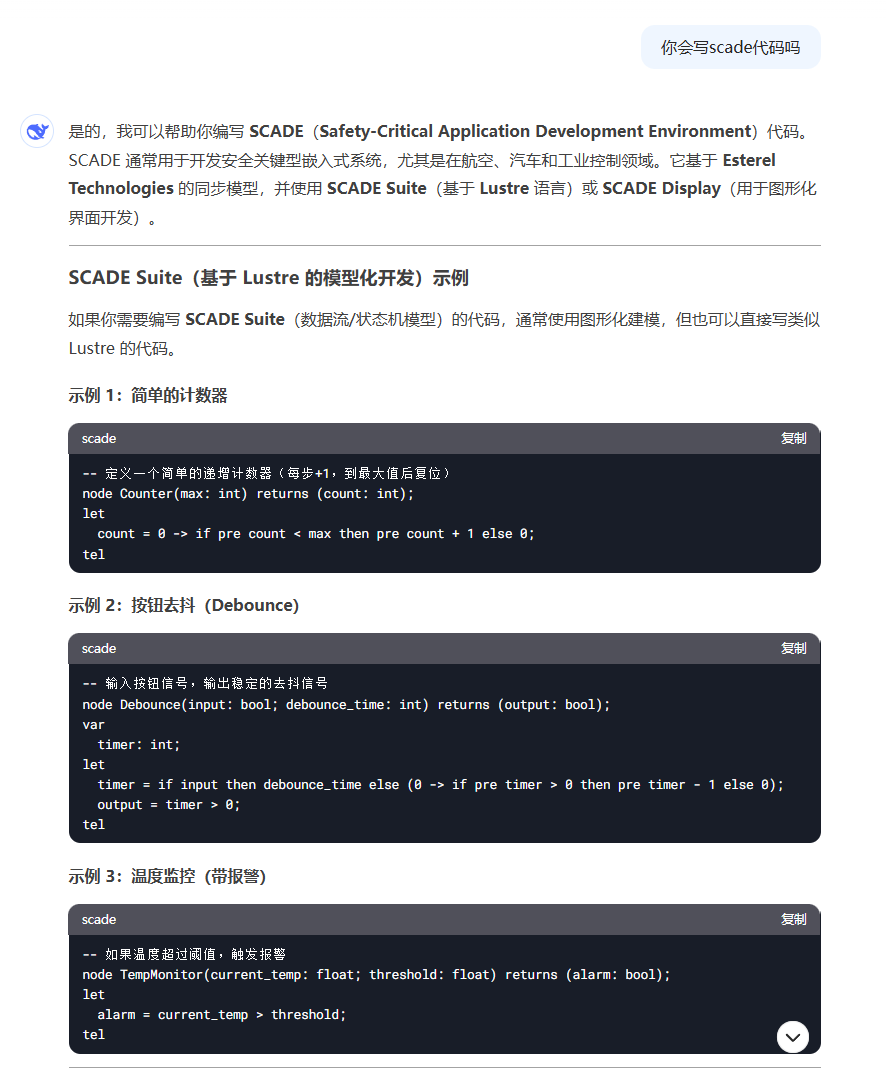 你会写scade代码吗
是的，我可以帮助你编写 SCADE（Safety-Critical Application Development Environment）代码。
SCADE 通常用于开发安全关键型嵌入式系统，尤其是在航空、汽车和工业控制领域。它基于 Esterel
Technologies 的同步模型，并使用 SCADE Suite（基于 Lustre 语言）或 SCADE Display（用于图形化
界面开发）。
SCADE Suite（基于 Lustre 的模型化开发）示例
如果你需要编写 SCADE Suite（数据流/状态机模型）的代码，通常使用图形化建模，但也可以直接写类似
Lustre 的代码。
示例 1：简单的计数器
scade 复制
-- 定义一个简单的递增计数器（每步+1，到最大值后复位）
node Counter(max: int) returns (count: int);
let
  count = 0 -> if pre count < max then pre count + 1 else 0;
tel
示例 2：按钮去抖（Debounce）
scade 复制
-- 输入按钮信号，输出稳定的去抖信号
node Debounce(input: bool; debounce_time: int) returns (output: bool);
var
  timer: int;
let
  timer = if input then debounce_time else (0 -> if pre timer > 0 then pre timer - 1 else 0);
  output = timer > 0;
tel
示例 3：温度监控（带报警）
scade 复制
-- 如果温度超过阈值，触发报警
node TempMonitor(current_temp: float; threshold: float) returns (alarm: bool);
let
  alarm = current_temp > threshold;
tel